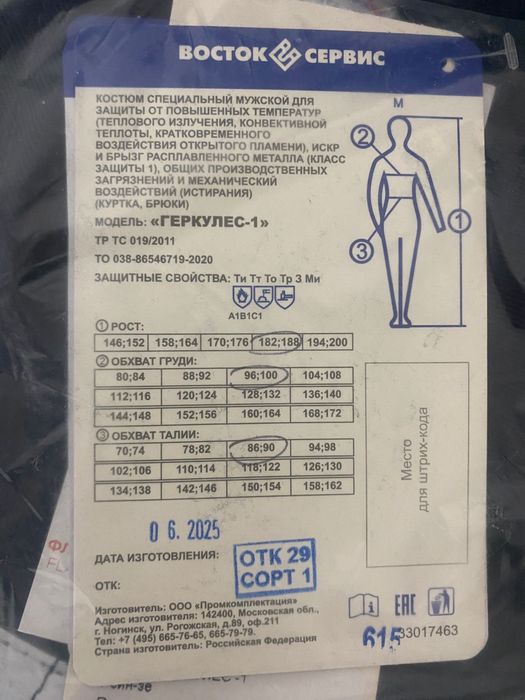 ВОСТОК СЕРВИС
КОСТЮМ СПЕЦИАЛЬНЫЙ МУЖСКОЙ ДЛЯ
ЗАЩИТЫ ОТ ПОВЫШЕННЫХ ТЕМПЕРАТУР
(ТЕПЛОВОГО ИЗЛУЧЕНИЯ, КОНВЕКТИВНОЙ
ТЕПЛОТЫ, КРАТКОВРЕМЕННОГО
ВОЗДЕЙСТВИЯ ОТКРЫТОГО ПЛАМЕНИ), ИСКР
И БРЫЗГ РАСПЛАВЛЕННОГО МЕТАЛЛА (КЛАСС
ЗАЩИТЫ 1), ОБЩИХ ПРОИЗВОДСТВЕННЫХ
ЗАГРЯЗНЕНИЙ И МЕХАНИЧЕСКИЙ
ВОЗДЕЙСТВИЙ (ИСТИРАНИЯ)
(КУРТКА, БРЮКИ)
МОДЕЛЬ: «ГЕРКУЛЕС-1»
ТР ТС 019/2011
ТО 038-86546719-2020
ЗАЩИТНЫЕ СВОЙСТВА: Ти Тт То Тр З Ми
A1B1C1
М
2
1
3
1 РОСТ:
146;152 158;164 170;176 182;188 194;200
2 ОБХВАТ ГРУДИ:
80;84 88;92 96;100 104;108
112;116 120;124 128;132 136;140
144;148 152;156 160;164 168;172
3 ОБХВАТ ТАЛИИ:
70;74 78;82 86;90 94;98
102;106 110;114 118;122 126;130
134;138 142;146 150;154 158;162
Место
для штрих-кода
0 6. 2025
ДАТА ИЗГОТОВЛЕНИЯ:
ОТК:
ОТК 29
СОРТ 1
Изготовитель: ООО «Промкомплектация»
Адрес изготовителя: 142400, Московская обл.,
г. Ногинск, ул. Рогожская, д.89, оф.211
Тел: +7 (495) 665-76-65, 665-79-79.
Страна изготовитель: Российская Федерация
ЕАС
615
33017463
FL